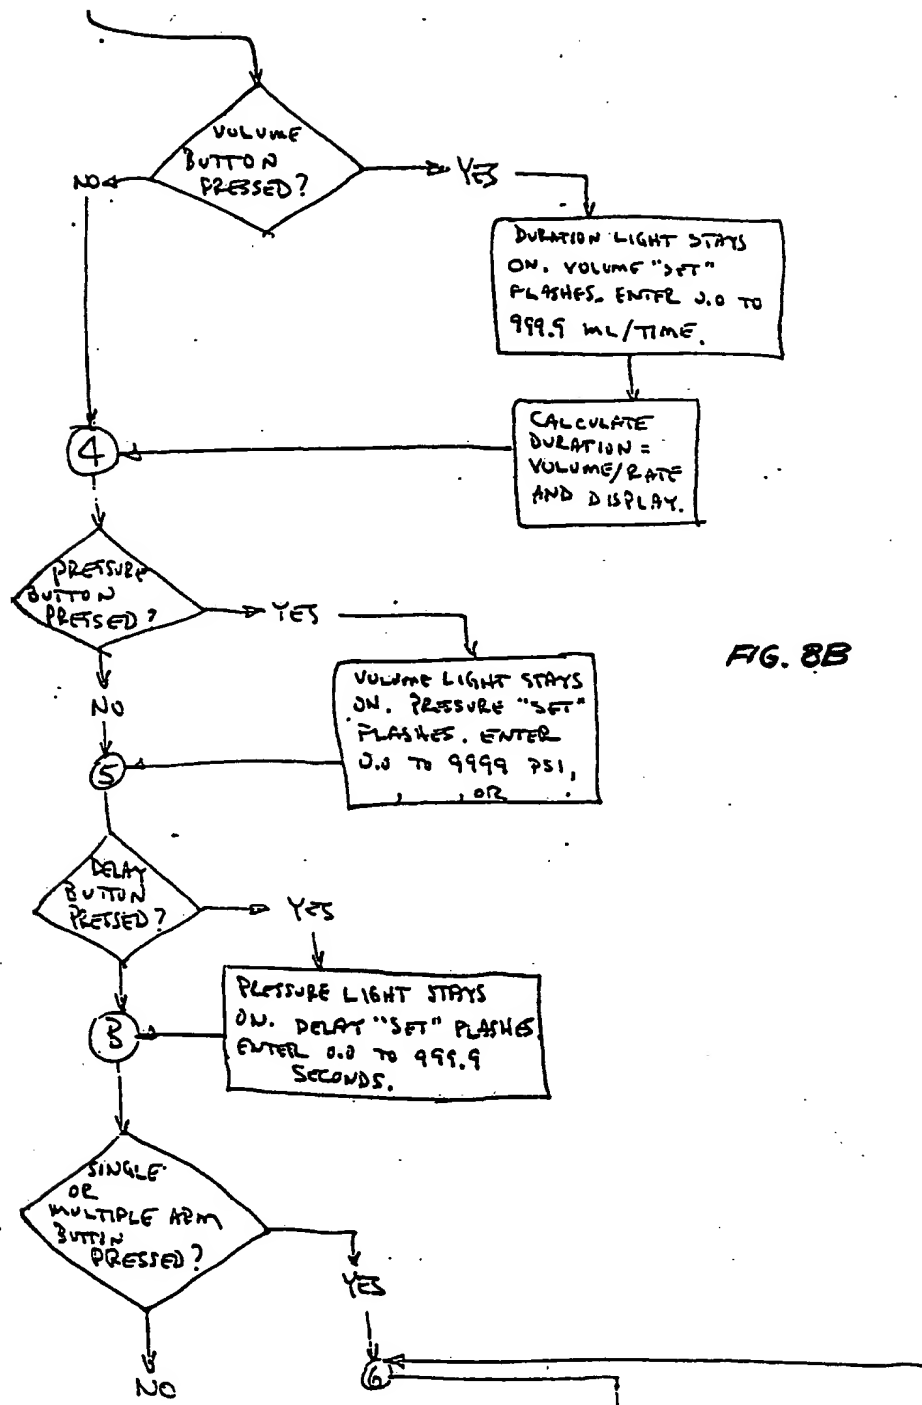 VOLUME
BUTTON
PRESSED?
NO
YES
DURATION LIGHT STAYS
ON. VOLUME "SET"
FLASHES. ENTER 0.0 TO
999.9 ML/TIME.
CALCULATE
DURATION =
VOLUME/RATE
AND DISPLAY.
4
PRESSURE
BUTTON
PRESSED?
YES
NO
FIG. 8B
VOLUME LIGHT STAYS
ON. PRESSURE "SET"
FLASHES. ENTER
0.0 TO 9999 PSI,
OR
5
DELAY
BUTTON
PRESSED?
YES
PRESSURE LIGHT STAYS
ON. DELAY "SET" FLASHES
ENTER 0.0 TO 999.9
SECONDS.
3
SINGLE
OR
MULTIPLE ARM
BUTTON
PRESSED?
YES
NO
6